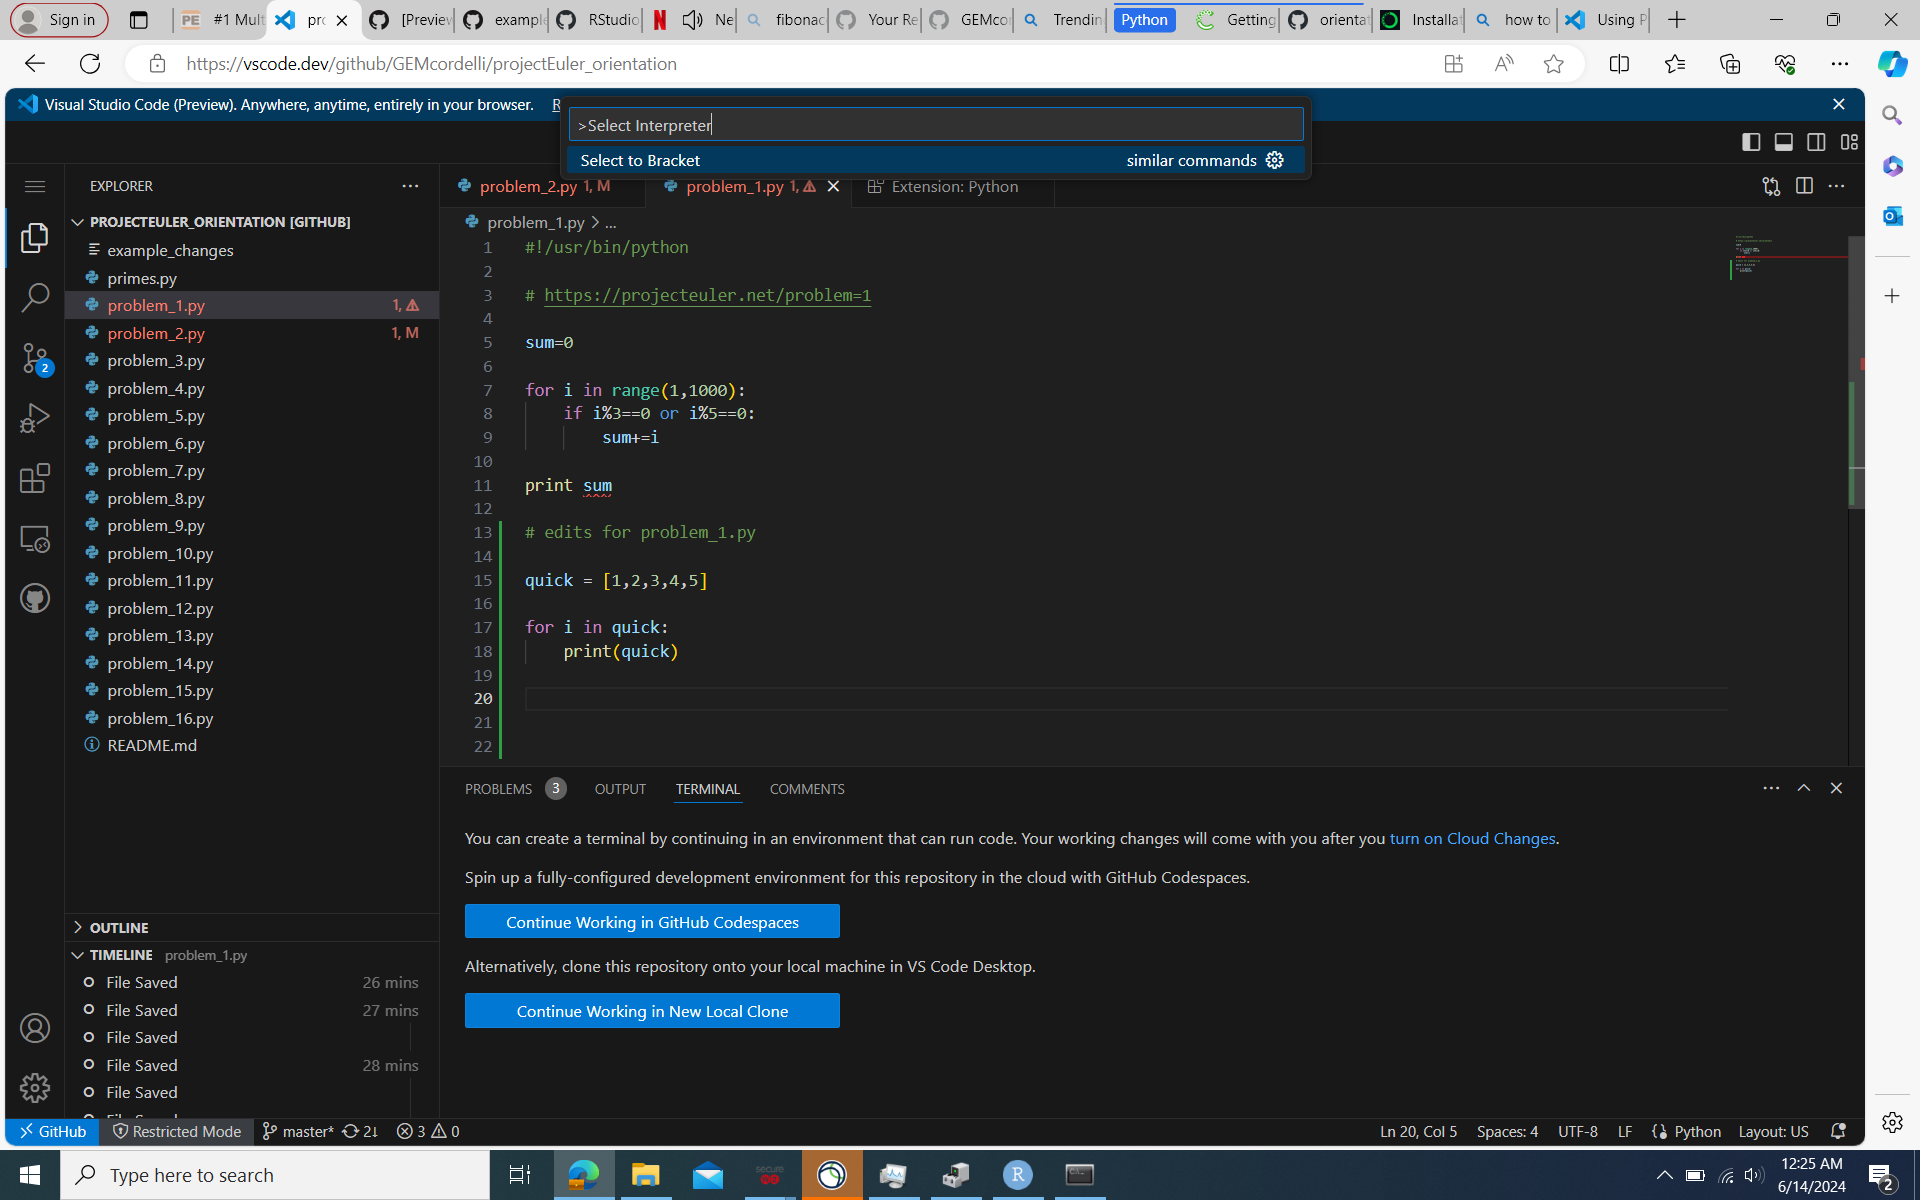 Sign in
#1 Mult
pro
[Preview
example
RStudio
Ne
fibonac
Your Re
GEMcor
Trendin
Python
Getting
orientat
Installat
how to
Using P
https://vscode.dev/github/GEMcordelli/projectEuler_orientation
Visual Studio Code (Preview). Anywhere, anytime, entirely in your browser.
>Select Interpreter
Select to Bracket similar commands
EXPLORER
problem_2.py 1, M
problem_1.py 1,
Extension: Python
PROJECTEULER_ORIENTATION [GITHUB]
example_changes
primes.py
problem_1.py 1,
problem_2.py 1, M
problem_3.py
problem_4.py
problem_5.py
problem_6.py
problem_7.py
problem_8.py
problem_9.py
problem_10.py
problem_11.py
problem_12.py
problem_13.py
problem_14.py
problem_15.py
problem_16.py
README.md
2
OUTLINE
TIMELINE problem_1.py
File Saved 26 mins
File Saved 27 mins
File Saved
File Saved 28 mins
File Saved
File Saved
problem_1.py > ...
1 #!/usr/bin/python
2
3 # https://projecteuler.net/problem=1
4
5 sum=0
6
7 for i in range(1,1000):
8 if i%3==0 or i%5==0:
9 sum+=i
10
11 print sum
12
13 # edits for problem_1.py
14
15 quick = [1,2,3,4,5]
16
17 for i in quick:
18 print(quick)
19
20
21
22
PROBLEMS 3 OUTPUT TERMINAL COMMENTS
You can create a terminal by continuing in an environment that can run code. Your working changes will come with you after you turn on Cloud Changes.
Spin up a fully-configured development environment for this repository in the cloud with GitHub Codespaces.
Continue Working in GitHub Codespaces
Alternatively, clone this repository onto your local machine in VS Code Desktop.
Continue Working in New Local Clone
GitHub Restricted Mode master* 2↓ 3 0
Ln 20, Col 5 Spaces: 4 UTF-8 LF Python Layout: US
Type here to search
secure
12:25 AM
6/14/2024
2